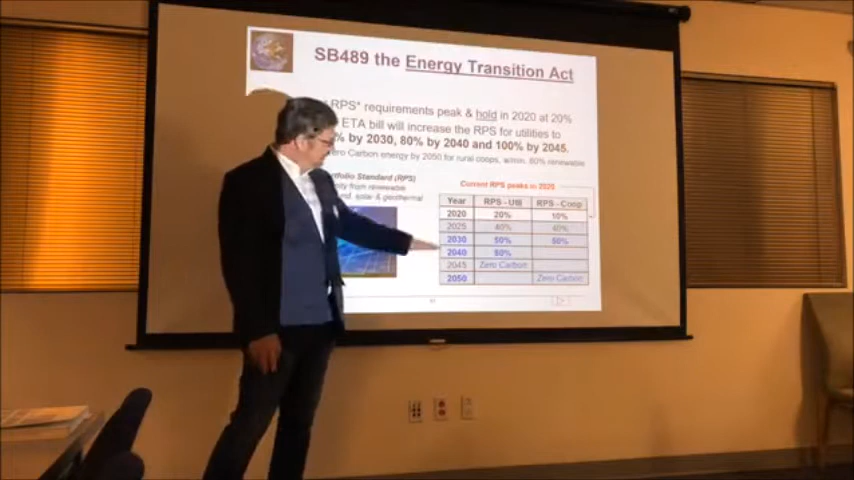 SB489 the Energy Transition Act
RPS* requirements peak & hold in 2020 at 20%
ETA bill will increase the RPS for utilities to
% by 2030, 80% by 2040 and 100% by 2045.
Carbon energy by 2050 for rural coops, w/min. 80% renewable
Portfolio Standard (RPS)
from renewable
solar & geothermal
Current RPS peaks in 2020
Year RPS - Util RPS - Coop
2020 20% 10%
2025 40% 40%
2030 50% 50%
2040 80%
2045 Zero Carbon
2050 Zero Carbon